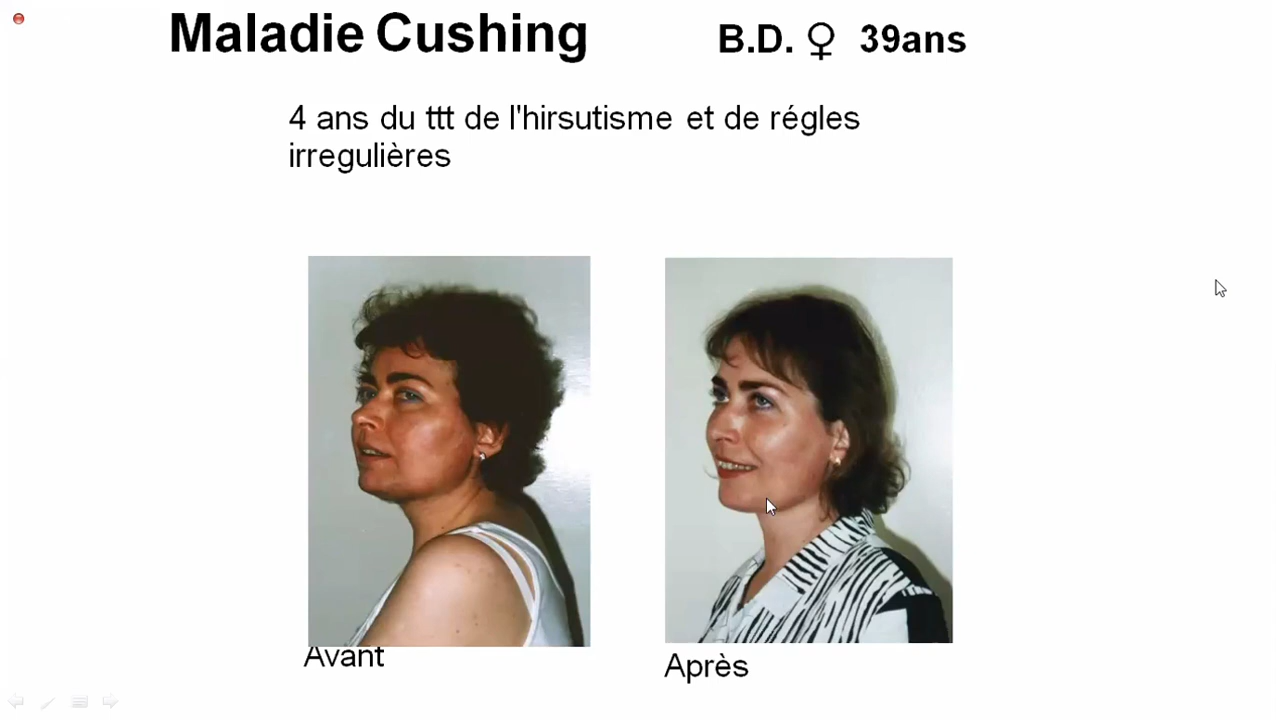 Maladie Cushing
B.D. ♀ 39ans
4 ans du ttt de l'hirsutisme et de régles
irregulières
Avant
Après